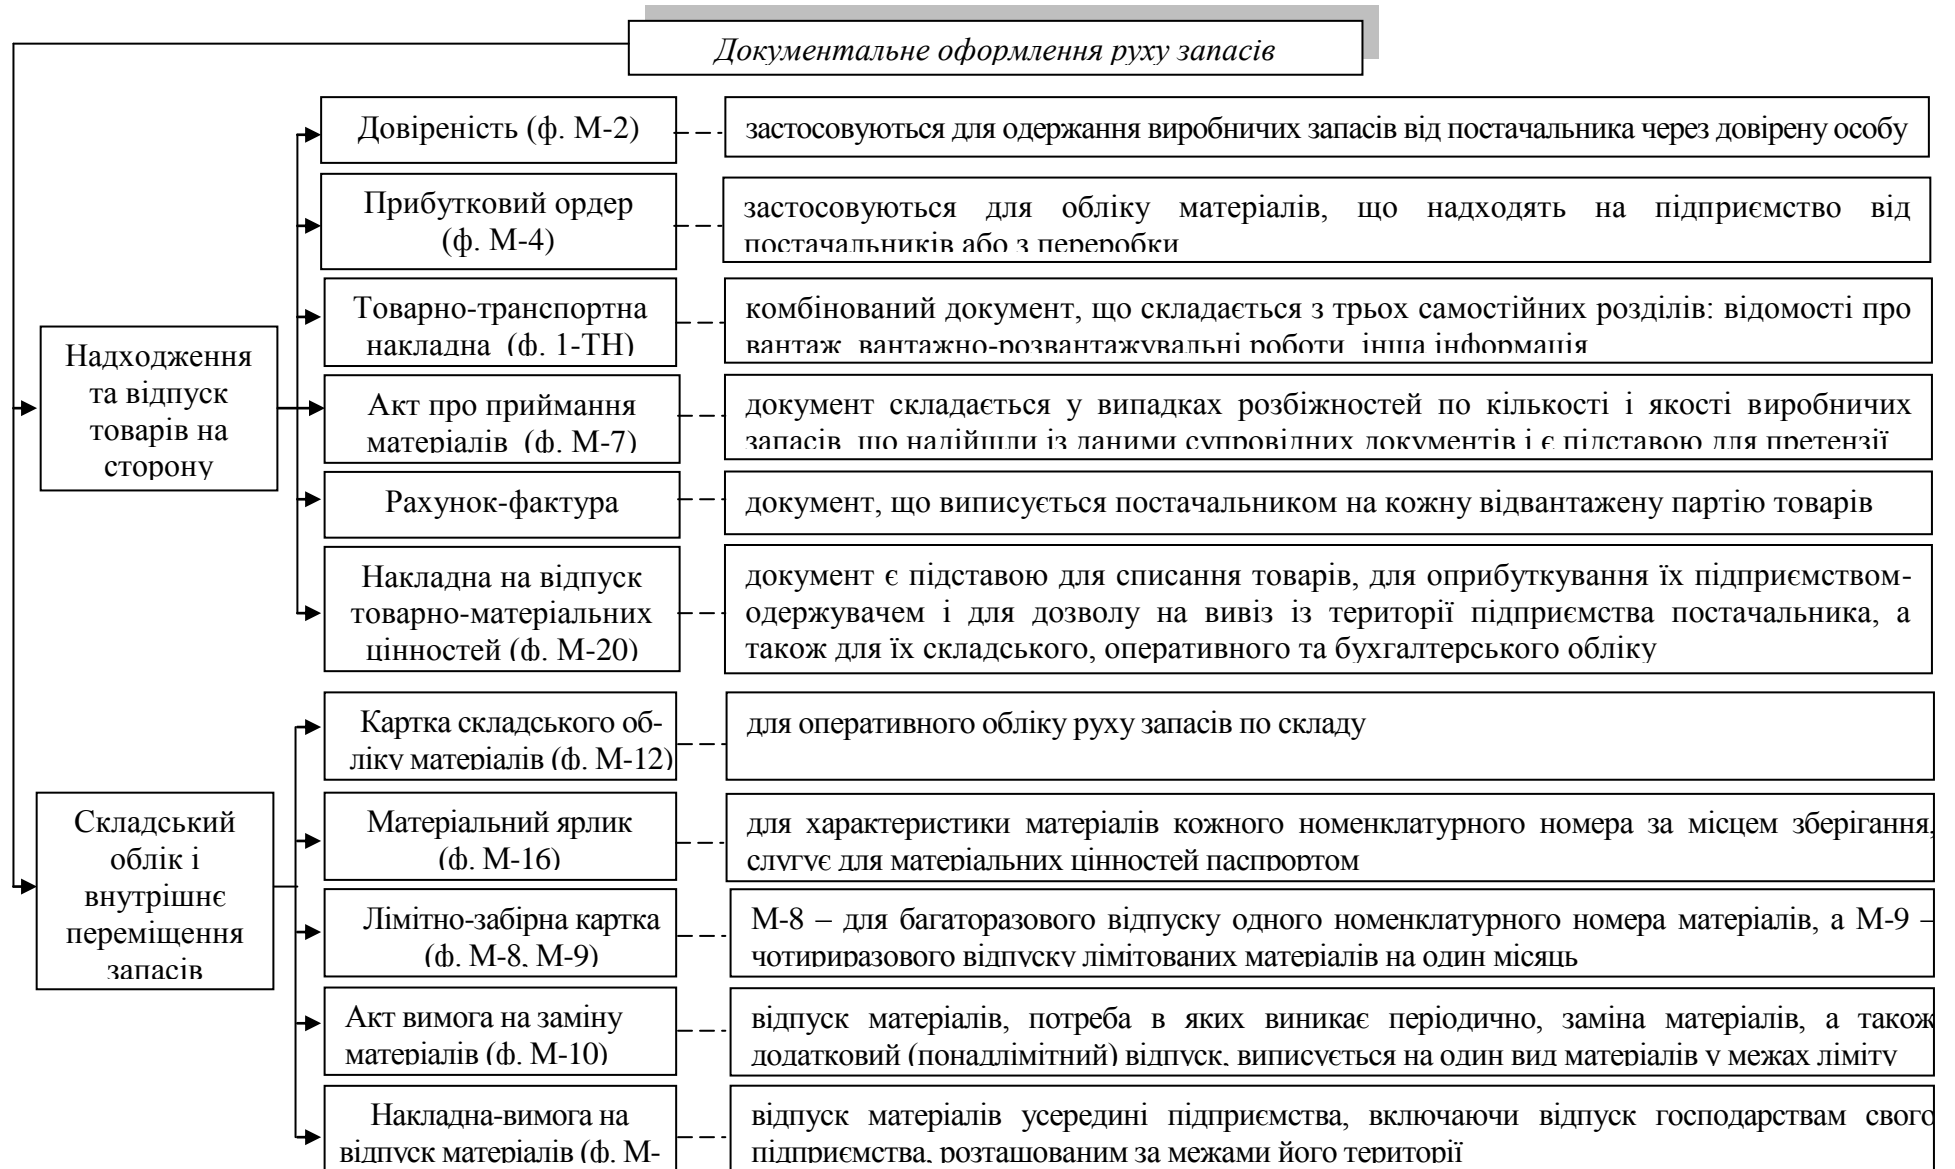 Документальне оформлення руху запасів
Надходження
та відпуск
товарів на
сторону
Довіреність (ф. М-2)
застосовуються для одержання виробничих запасів від постачальника через довірену особу
Прибутковий ордер
(ф. М-4)
застосовуються для обліку матеріалів, що надходять на підприємство від
постачальників або з переробки
Товарно-транспортна
накладна (ф. 1-ТН)
комбінований документ, що складається з трьох самостійних розділів: відомості про
вантаж, вантажно-розвантажувальні роботи, інша інформація
Акт про приймання
матеріалів (ф. М-7)
документ складається у випадках розбіжностей по кількості і якості виробничих
запасів, що надійшли із даними супровідних документів і є підставою для претензії
Рахунок-фактура
документ, що виписується постачальником на кожну відвантажену партію товарів
Накладна на відпуск
товарно-матеріальних
цінностей (ф. М-20)
документ є підставою для списання товарів, для оприбуткування їх підприємством-
одержувачем і для дозволу на вивіз із території підприємства постачальника, а
також для їх складського, оперативного та бухгалтерського обліку
Складський
облік і
внутрішнє
переміщення
запасів
Картка складського об-
ліку матеріалів (ф. М-12)
для оперативного обліку руху запасів по складу
Матеріальний ярлик
(ф. М-16)
для характеристики матеріалів кожного номенклатурного номера за місцем зберігання,
слугує для матеріальних цінностей паспрортом
Лімітно-забірна картка
(ф. М-8, М-9)
М-8 – для багаторазового відпуску одного номенклатурного номера матеріалів, а М-9 –
чотириразового відпуску лімітованих матеріалів на один місяць
Акт вимога на заміну
матеріалів (ф. М-10)
відпуск матеріалів, потреба в яких виникає періодично, заміна матеріалів, а також
додатковий (понадлімітний) відпуск, виписується на один вид матеріалів у межах ліміту
Накладна-вимога на
відпуск матеріалів (ф. М-
відпуск матеріалів усередині підприємства, включаючи відпуск господарствам свого
підприємства, розташованим за межами його території